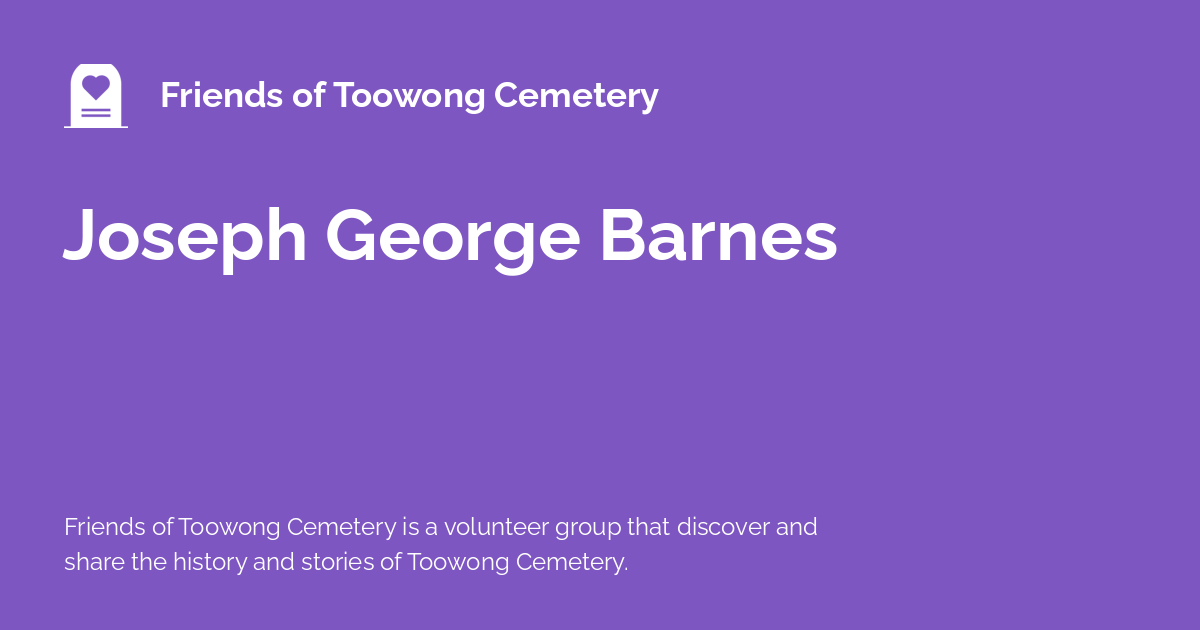 Friends of Toowong Cemetery
Joseph George Barnes
Friends of Toowong Cemetery is a volunteer group that discover and
share the history and stories of Toowong Cemetery.